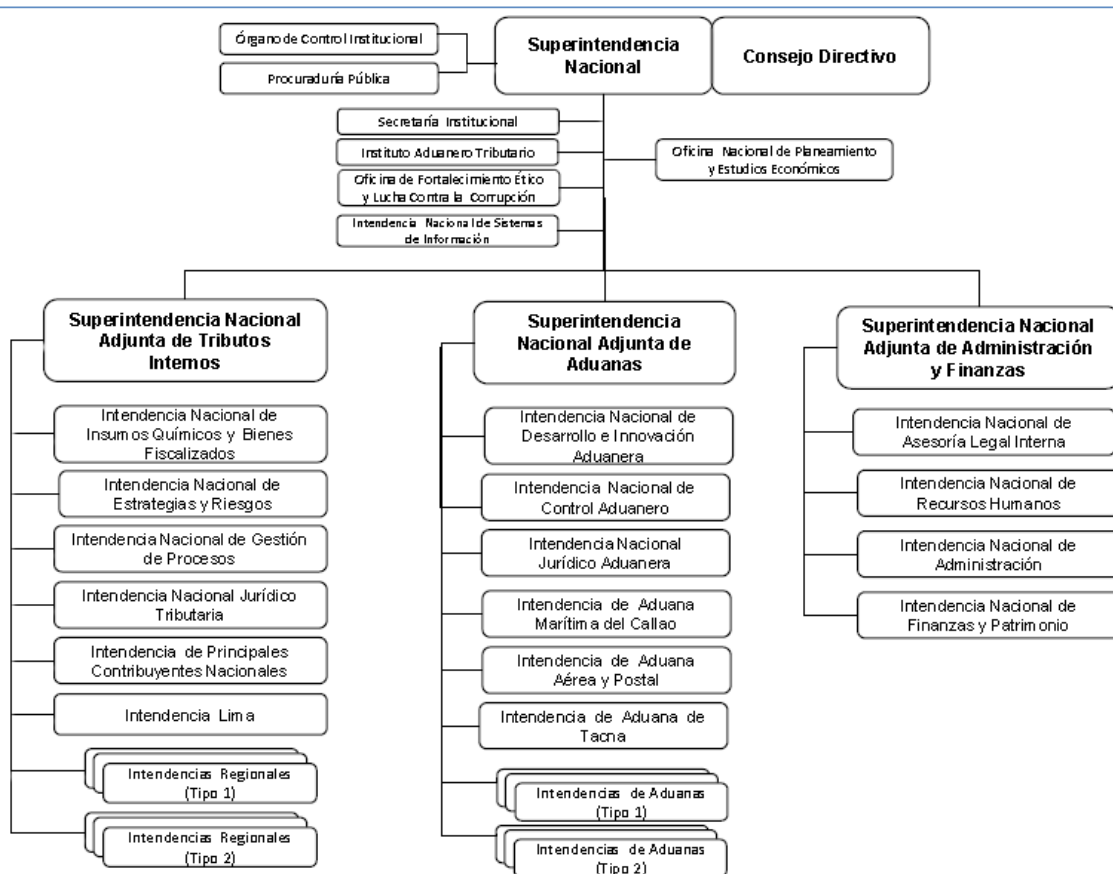 Órgano de Control Institucional
Procuraduría Pública
Superintendencia
Nacional
Consejo Directivo
Secretaría Institucional
Instituto Aduanero Tributario
Oficina de Fortalecimiento Ético
y Lucha Contra la Corrupción
Intendencia Nacional de Sistemas
de Información
Oficina Nacional de Planeamiento
y Estudios Económicos
Superintendencia Nacional
Adjunta de Tributos
Internos
Intendencia Nacional de
Insumos Químicos y Bienes
Fiscalizados
Intendencia Nacional de
Estrategias y Riesgos
Intendencia Nacional de Gestión
de Procesos
Intendencia Nacional Jurídico
Tributaria
Intendencia de Principales
Contribuyentes Nacionales
Intendencia Lima
Intendencias Regionales
(Tipo 1)
Intendencias Regionales
(Tipo 2)
Superintendencia
Nacional Adjunta de
Aduanas
Intendencia Nacional de
Desarrollo e Innovación
Aduanera
Intendencia Nacional de
Control Aduanero
Intendencia Nacional
Jurídico Aduanera
Intendencia de Aduana
Marítima del Callao
Intendencia de Aduana
Aérea y Postal
Intendencia de Aduana de
Tacna
Intendencias de Aduanas
(Tipo 1)
Intendencias de Aduanas
(Tipo 2)
Superintendencia Nacional
Adjunta de Administración
y Finanzas
Intendencia Nacional de
Asesoría Legal Interna
Intendencia Nacional de
Recursos Humanos
Intendencia Nacional de
Administración
Intendencia Nacional de
Finanzas y Patrimonio